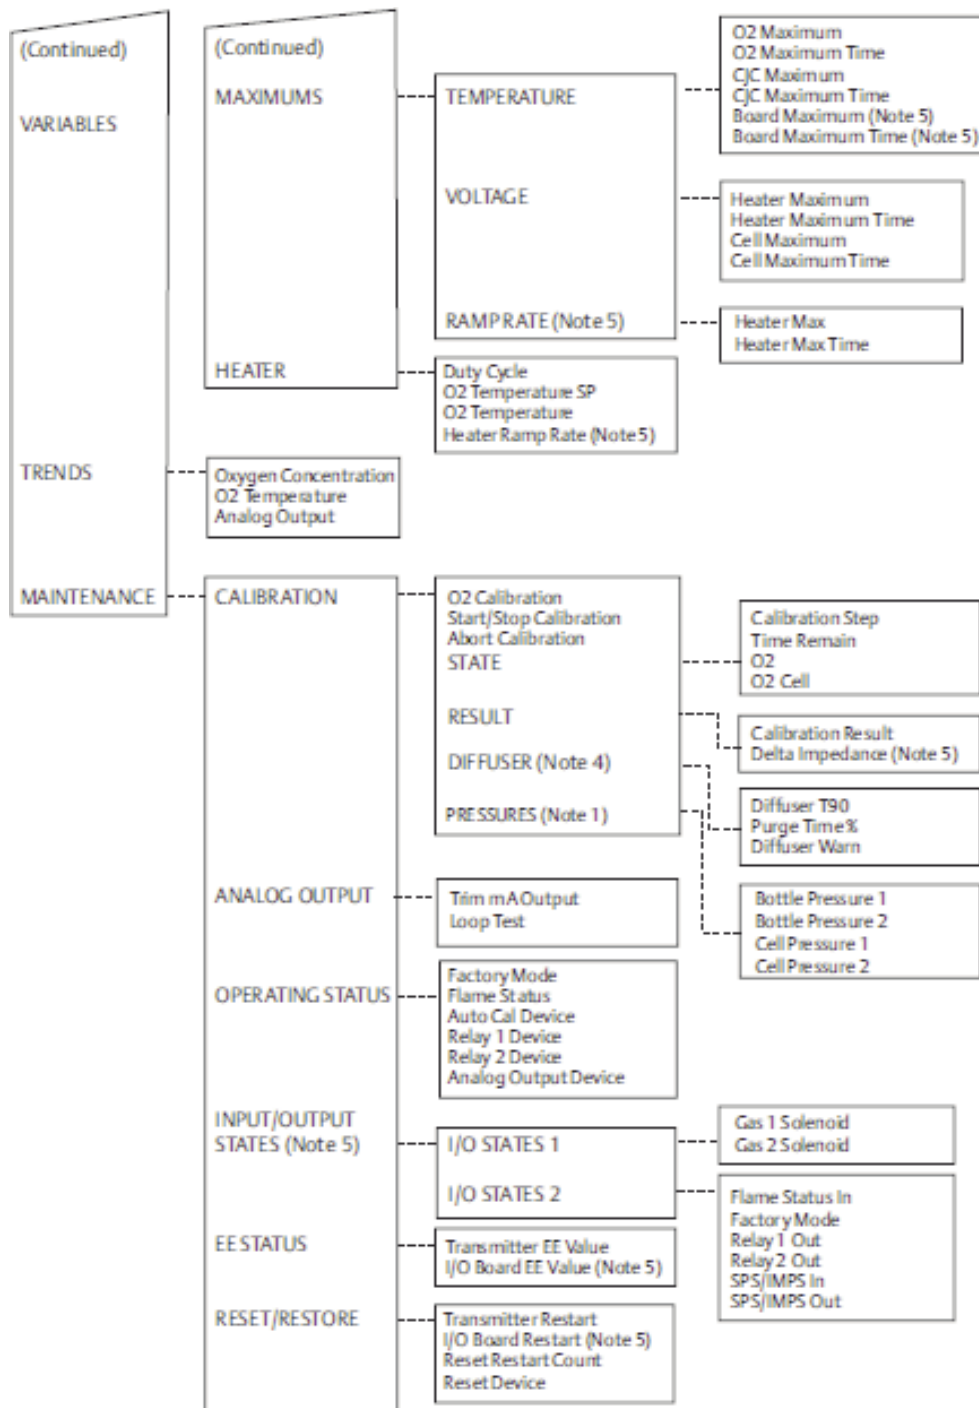 (Continued)
VARIABLES
TRENDS
MAINTENANCE
(Continued)
MAXIMUMS
HEATER
TEMPERATURE
VOLTAGE
RAMP RATE (Note 5)
O2 Maximum
O2 Maximum Time
CJC Maximum
CJC Maximum Time
Board Maximum (Note 5)
Board Maximum Time (Note 5)
Heater Maximum
Heater Maximum Time
Cell Maximum
Cell Maximum Time
Heater Max
Heater Max Time
Duty Cycle
O2 Temperature SP
O2 Temperature
Heater Ramp Rate (Note 5)
Oxygen Concentration
O2 Temperature
Analog Output
CALIBRATION
O2 Calibration
Start/Stop Calibration
Abort Calibration
STATE
RESULT
DIFFUSER (Note 4)
PRESSURES (Note 1)
Calibration Step
Time Remain
O2
O2 Cell
Calibration Result
Delta Impedance (Note 5)
Diffuser T90
Purge Time %
Diffuser Warn
Bottle Pressure 1
Bottle Pressure 2
Cell Pressure 1
Cell Pressure 2
ANALOG OUTPUT
Trim mA Output
Loop Test
OPERATING STATUS
Factory Mode
Flame Status
Auto Cal Device
Relay 1 Device
Relay 2 Device
Analog Output Device
INPUT/OUTPUT
STATES (Note 5)
I/O STATES 1
I/O STATES 2
Gas 1 Solenoid
Gas 2 Solenoid
Flame Status In
Factory Mode
Relay 1 Out
Relay 2 Out
SPS/IMPS In
SPS/IMPS Out
EE STATUS
Transmitter EE Value
I/O Board EE Value (Note 5)
RESET/RESTORE
Transmitter Restart
I/O Board Restart (Note 5)
Reset Restart Count
Reset Device